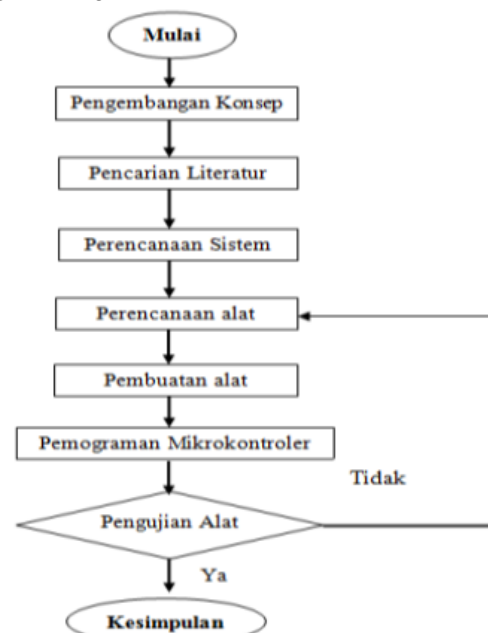 Mulai
Pengembangan Konsep
Pencarian Literatur
Perencanaan Sistem
Perencanaan alat
Pembuatan alat
Pemograman Mikrokontroler
Tidak
Pengujian Alat
Ya
Kesimpulan